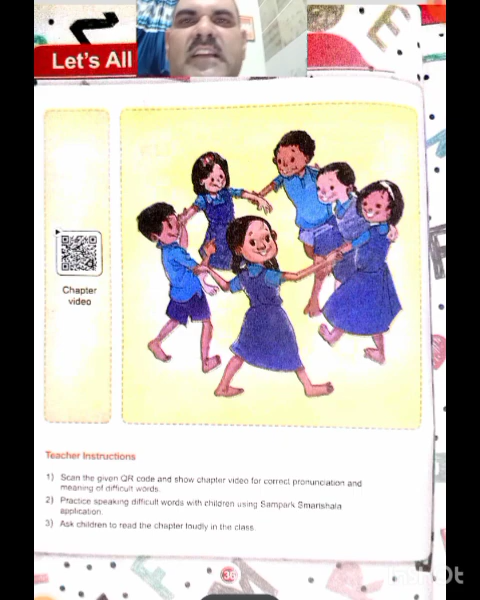 Let's All
Chapter
video
Teacher Instructions
1) Scan the given QR code and show chapter video for correct pronunciation and
meaning of difficult words.
2) Practice speaking difficult words with children using Sampark Smartshala
application.
3) Ask children to read the chapter loudly in the class.